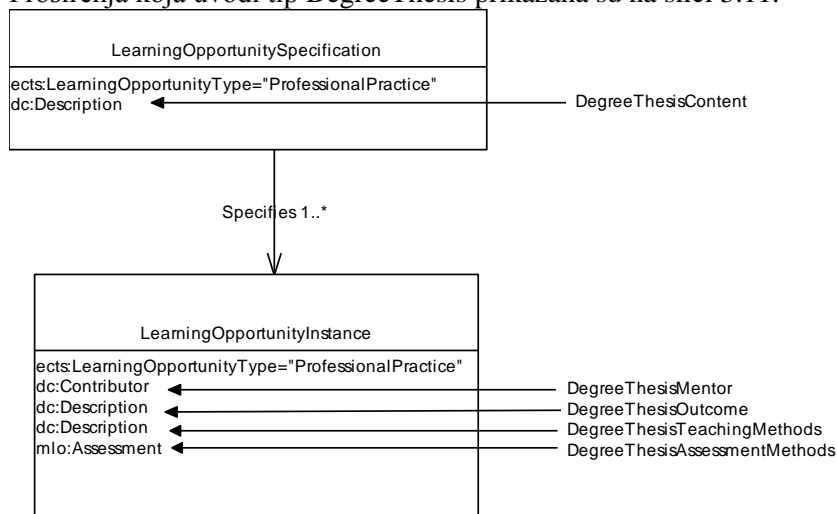 Proširenja koja uvodi tip DegreeThesis prikazana su na slici 3.11.
LearningOpportunitySpecification
ects:LearningOpportunityType="ProfessionalPractice"
dc:Description
DegreeThesisContent
Specifies 1..*
LearningOpportunityInstance
ects:LearningOpportunityType="ProfessionalPractice"
dc:Contributor
DegreeThesisMentor
dc:Description
DegreeThesisOutcome
dc:Description
DegreeThesisTeachingMethods
mlo:Assessment
DegreeThesisAssessmentMethods